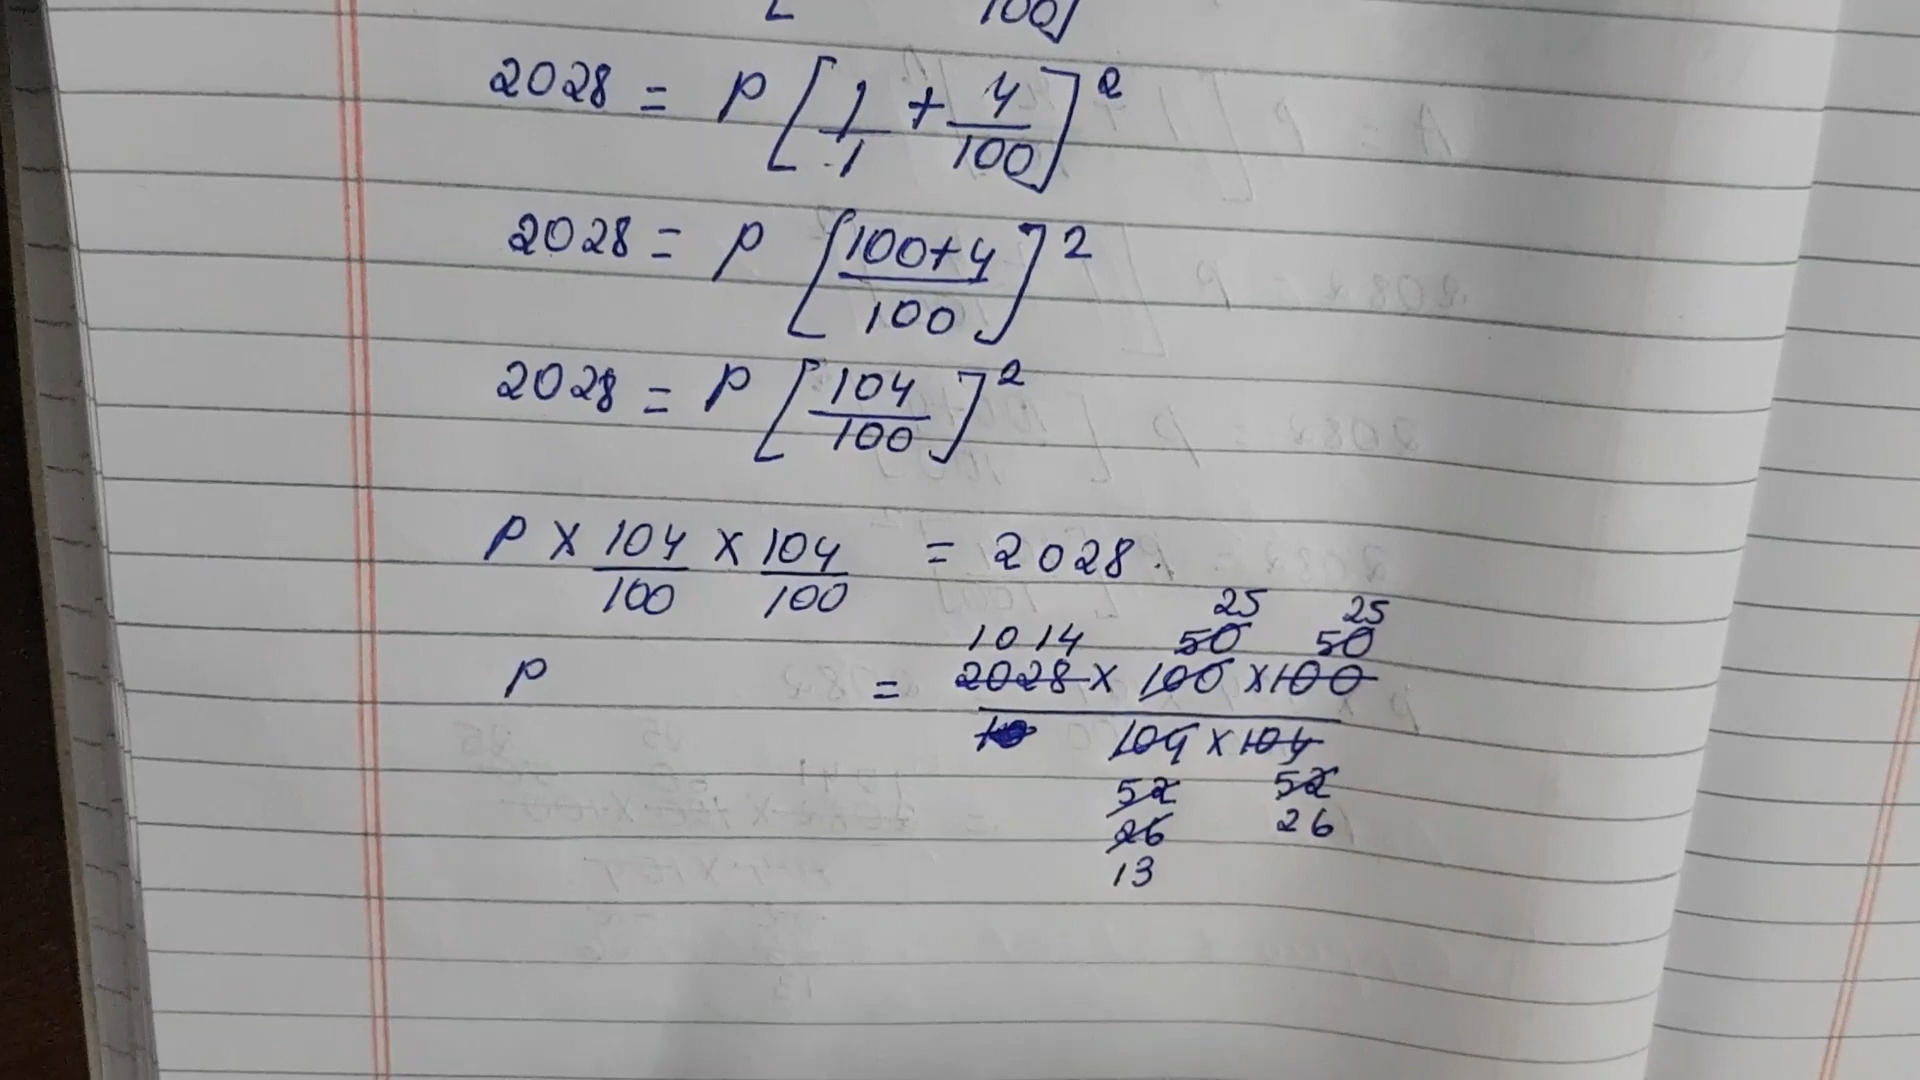 100]
2028 = P [1/1 + 4/100]²
2028 = P [100+4/100]²
2028 = P [104/100]²
P × 104/100 × 104/100 = 2028
25 25
1014 50 50
P = 2028 × 100 × 100
10 104 × 104
52 52
26 26
13